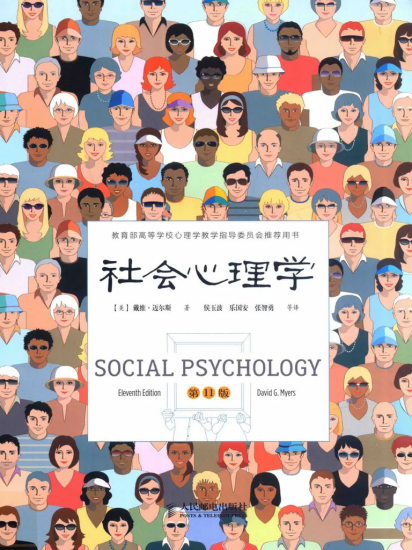 教育部高等学校心理学教学指导委员会推荐用书
社会心理学
［美］戴维·迈尔斯 著 侯玉波 乐国安 张智勇 等译
SOCIAL PSYCHOLOGY
Eleventh Edition 第11版 David G. Myers
人民邮电出版社
POSTS & TELECOM PRESS